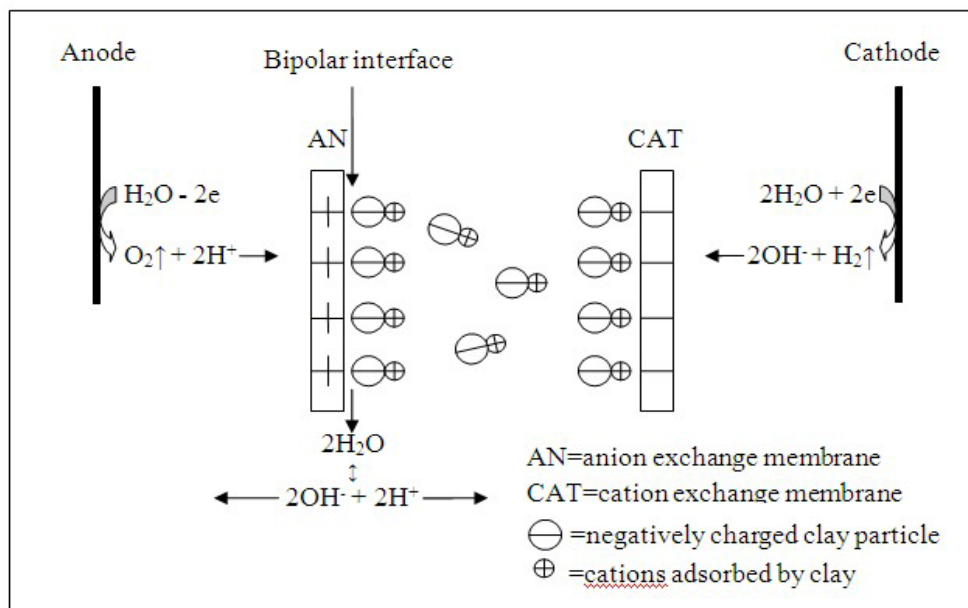 Anode
Bipolar interface
Cathode
AN
CAT
H₂O - 2e
O₂↑ + 2H⁺
2H₂O + 2e
2OH⁻ + H₂↑
2H₂O
↕
2OH⁻ + 2H⁺
AN=anion exchange membrane
CAT=cation exchange membrane
=negatively charged clay particle
=cations adsorbed by clay